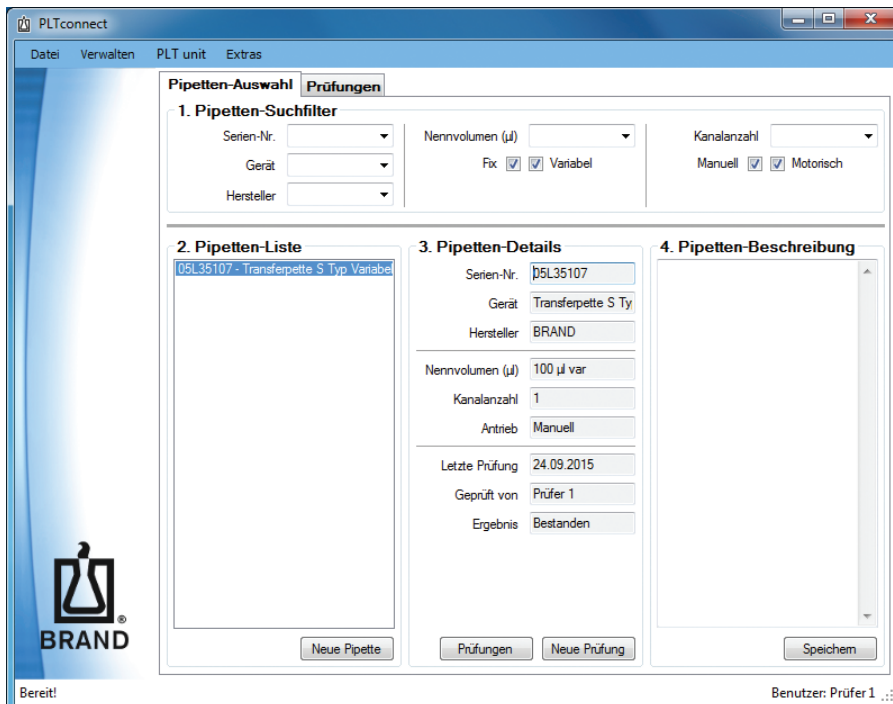 PLTconnect
Datei Verwalten PLT unit Extras
Pipetten-Auswahl Prüfungen
1. Pipetten-Suchfilter
Serien-Nr. Nennvolumen (µl) Kanalanzahl
Gerät Fix Variabel Manuell Motorisch
Hersteller
2. Pipetten-Liste
05L35107 - Transferpette S Typ Variabel
3. Pipetten-Details
Serien-Nr. 05L35107
Gerät Transferpette S Ty
Hersteller BRAND
Nennvolumen (µl) 100 µl var
Kanalanzahl 1
Antrieb Manuell
Letzte Prüfung 24.09.2015
Geprüft von Prüfer 1
Ergebnis Bestanden
4. Pipetten-Beschreibung
Neue Pipette Prüfungen Neue Prüfung Speichern
®
BRAND
Bereit! Benutzer: Prüfer 1